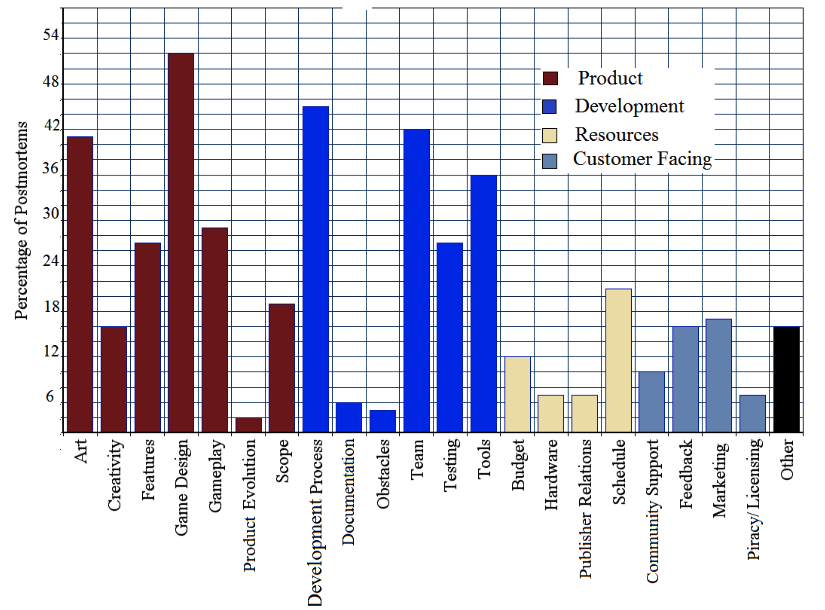 Percentage of Postmortems
54
48
42
36
30
24
18
12
6
Product
Development
Resources
Customer Facing
Art
Creativity
Features
Game Design
Gameplay
Product Evolution
Scope
Development Process
Documentation
Obstacles
Team
Testing
Tools
Budget
Hardware
Publisher Relations
Schedule
Community Support
Feedback
Marketing
Piracy/ Licensing
Other